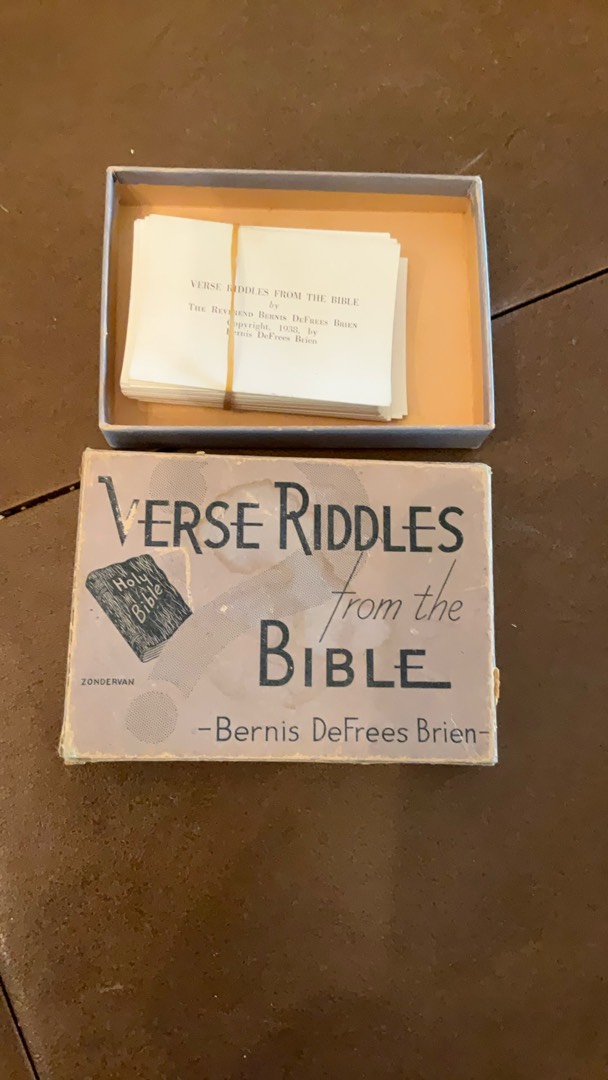 VERSE RIDDLES FROM THE BIBLE
by
THE REVEREND BERNIS DEFREES BRIEN
Copyright, 1938, by
Bernis DeFrees Brien
VERSE RIDDLES
from the
BIBLE
Holy
Bible
ZONDERVAN
-Bernis DeFrees Brien-